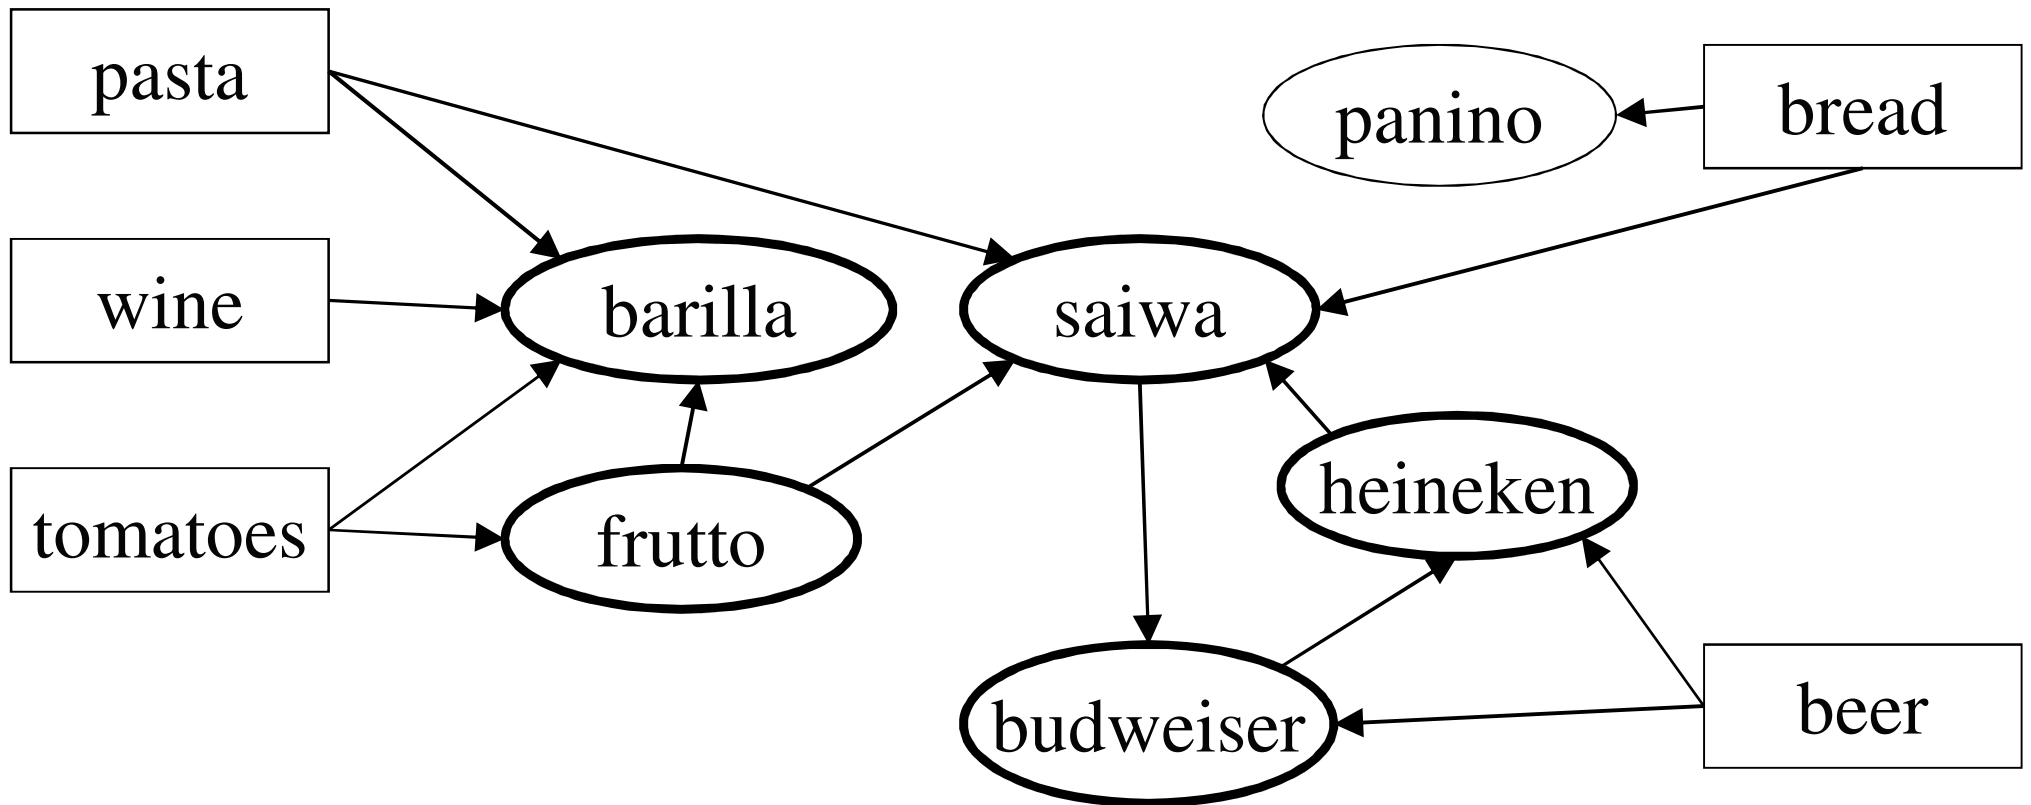 pasta
panino
bread
wine
barilla
saiwa
heineken
tomatoes
frutto
budweiser
beer